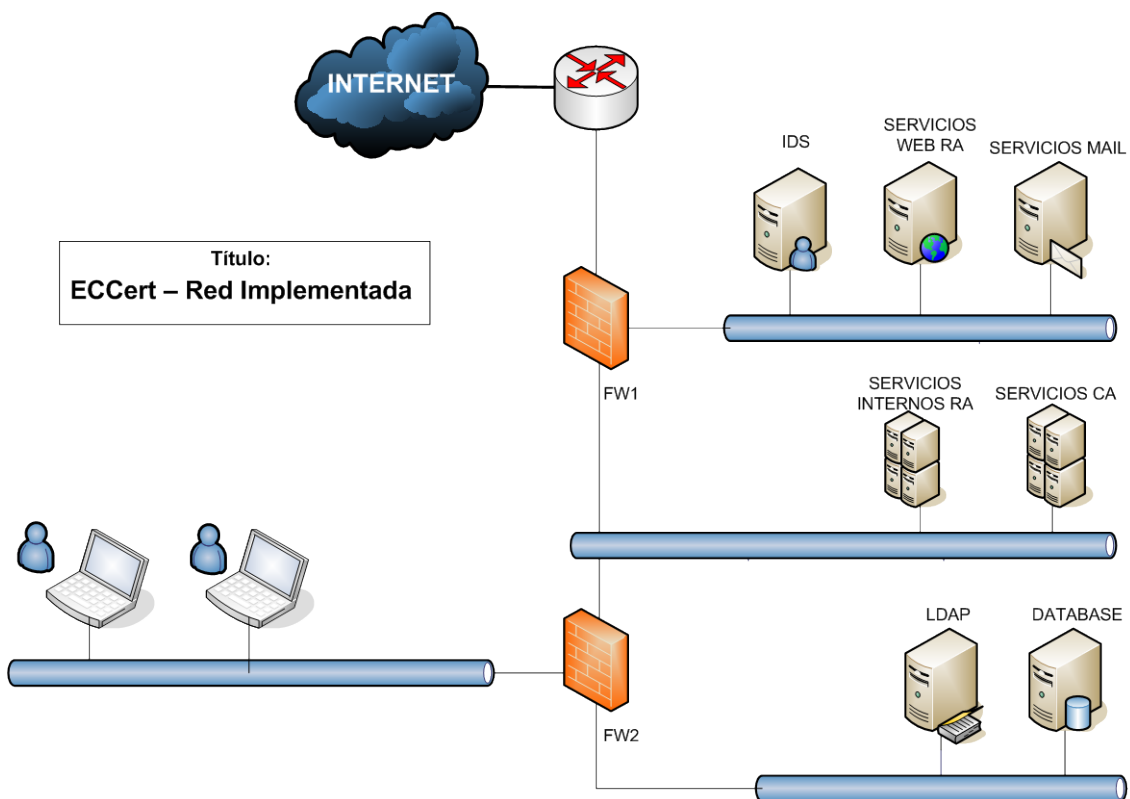 INTERNET
IDS
SERVICIOS
WEB RA
SERVICIOS MAIL
Título:
ECCert – Red Implementada
FW1
SERVICIOS
INTERNOS RA
SERVICIOS CA
LDAP
DATABASE
FW2